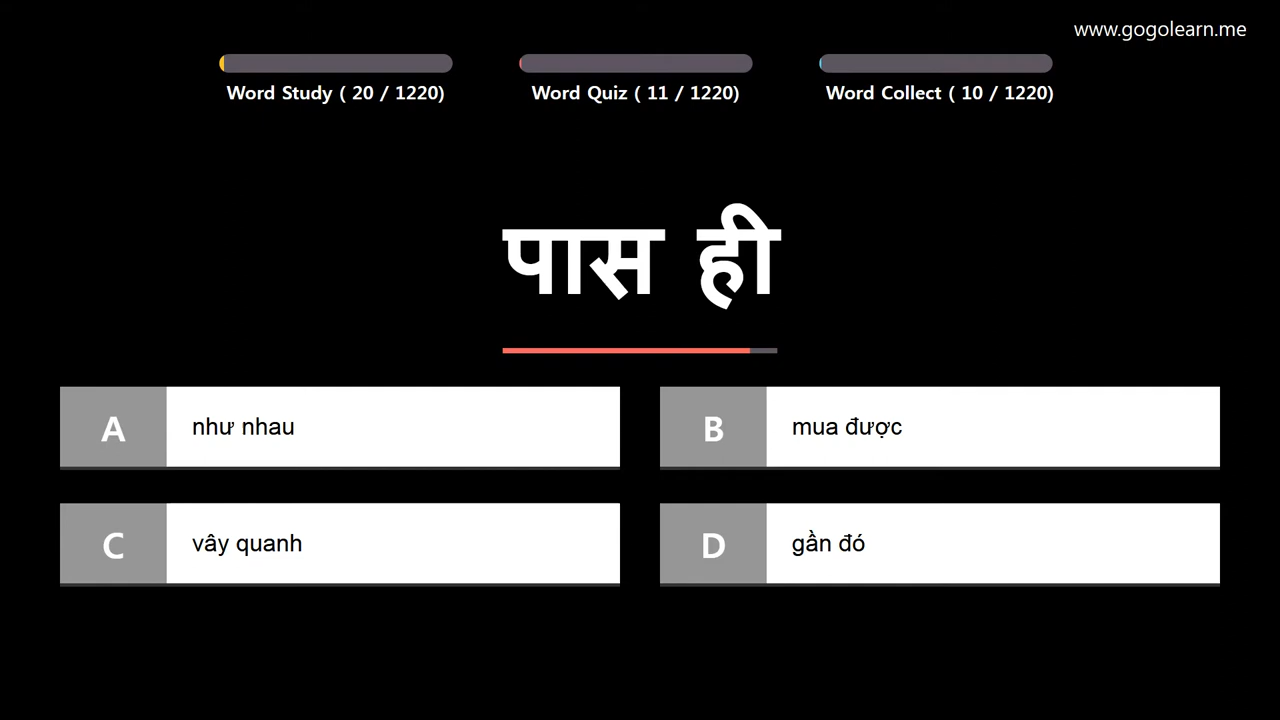 www.gogolearn.me
Word Study ( 20 / 1220)
Word Quiz ( 11 / 1220)
Word Collect ( 10 / 1220)
पास ही
A như nhau
B mua được
C vây quanh
D gần đó